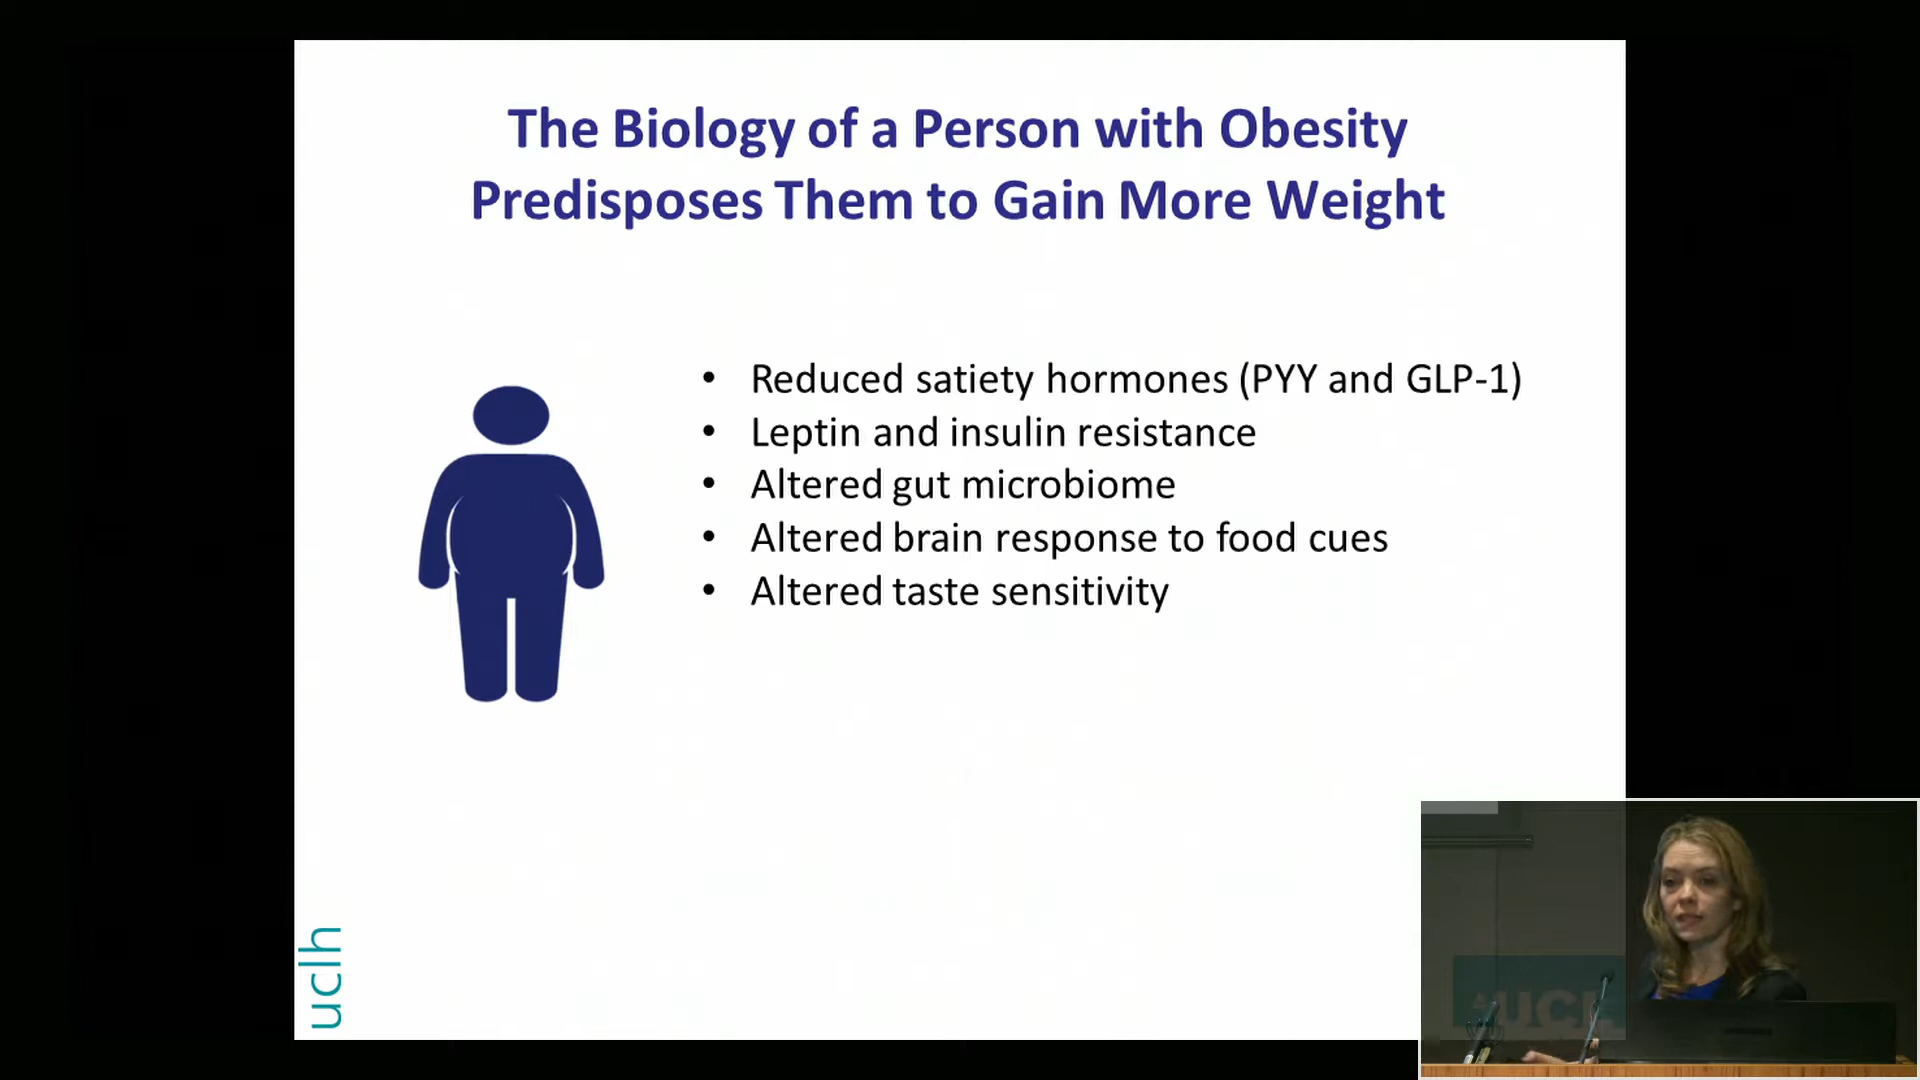 The Biology of a Person with Obesity
Predisposes Them to Gain More Weight
• Reduced satiety hormones (PYY and GLP-1)
• Leptin and insulin resistance
• Altered gut microbiome
• Altered brain response to food cues
• Altered taste sensitivity
uclh
UCL